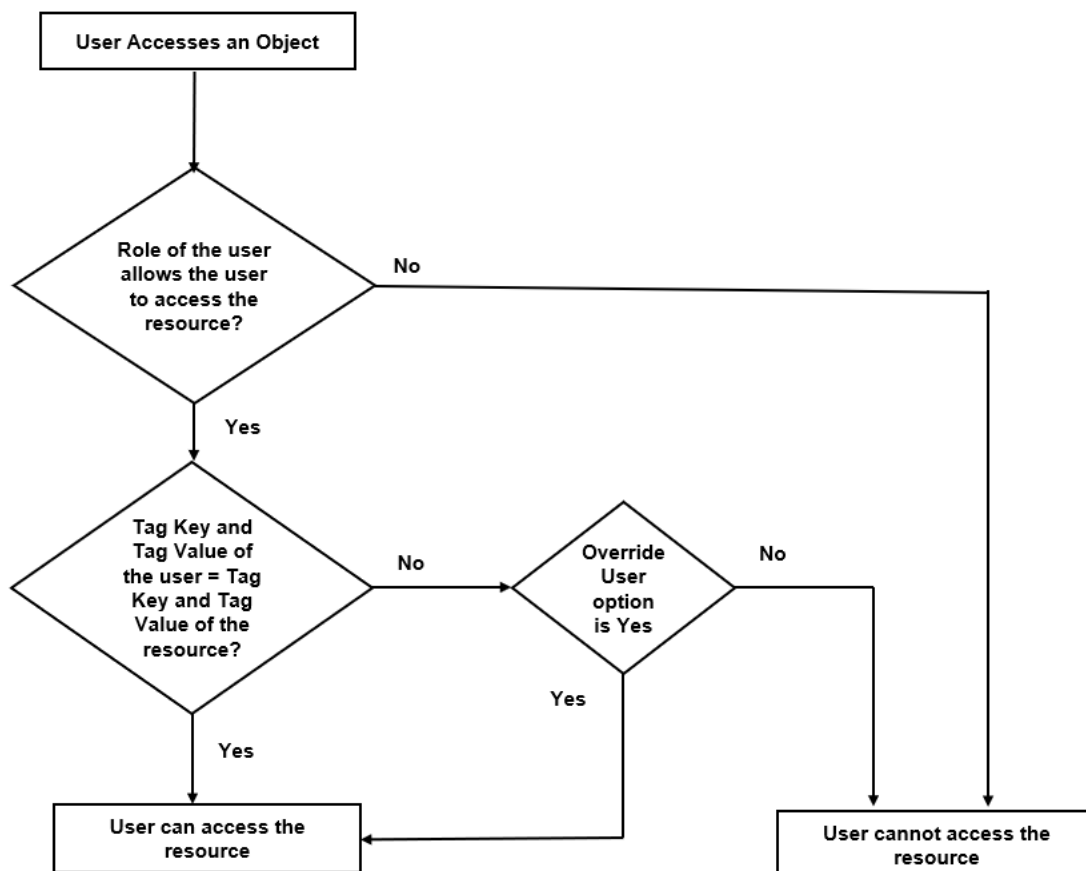 User Accesses an Object
Role of the user
allows the user
to access the
resource?
No
Yes
Tag Key and
Tag Value of
the user = Tag
Key and Tag
Value of the
resource?
No
Override
User
option
is Yes
No
Yes
Yes
User can access the
resource
User cannot access the
resource